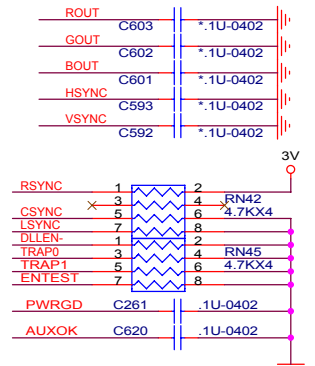 ROUT
C603 *.1U-0402
GOUT
C602 *.1U-0402
BOUT
C601 *.1U-0402
HSYNC
C593 *.1U-0402
VSYNC
C592 *.1U-0402
3V
RSYNC 1 2
3 4 RN42
CSYNC 5 6 4.7KX4
LSYNC 7 8
DLLEN- 1 2
TRAP0 3 4 RN45
TRAP1 5 6 4.7KX4
ENTEST 7 8
PWRGD C261 .1U-0402
AUXOK C620 .1U-0402